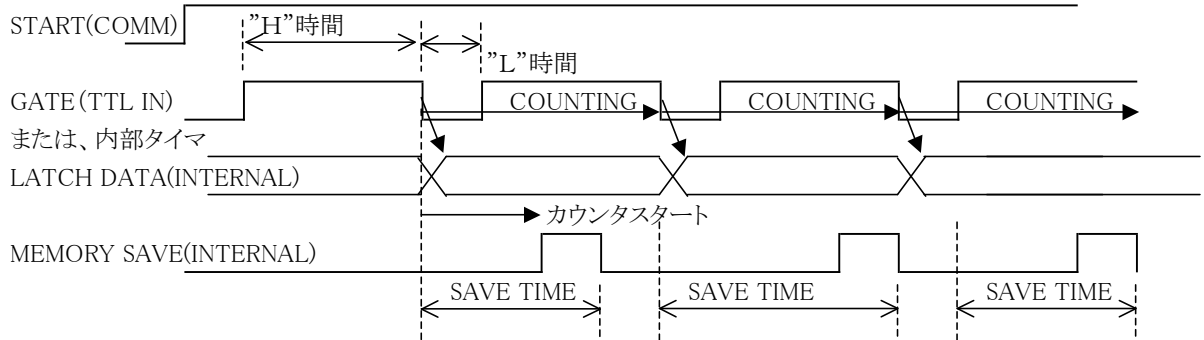 START(COMM)
”H”時間
”L”時間
GATE(TTL IN)
COUNTING
COUNTING
COUNTING
または、内部タイマ
LATCH DATA(INTERNAL)
カウンタスタート
MEMORY SAVE(INTERNAL)
SAVE TIME
SAVE TIME
SAVE TIME